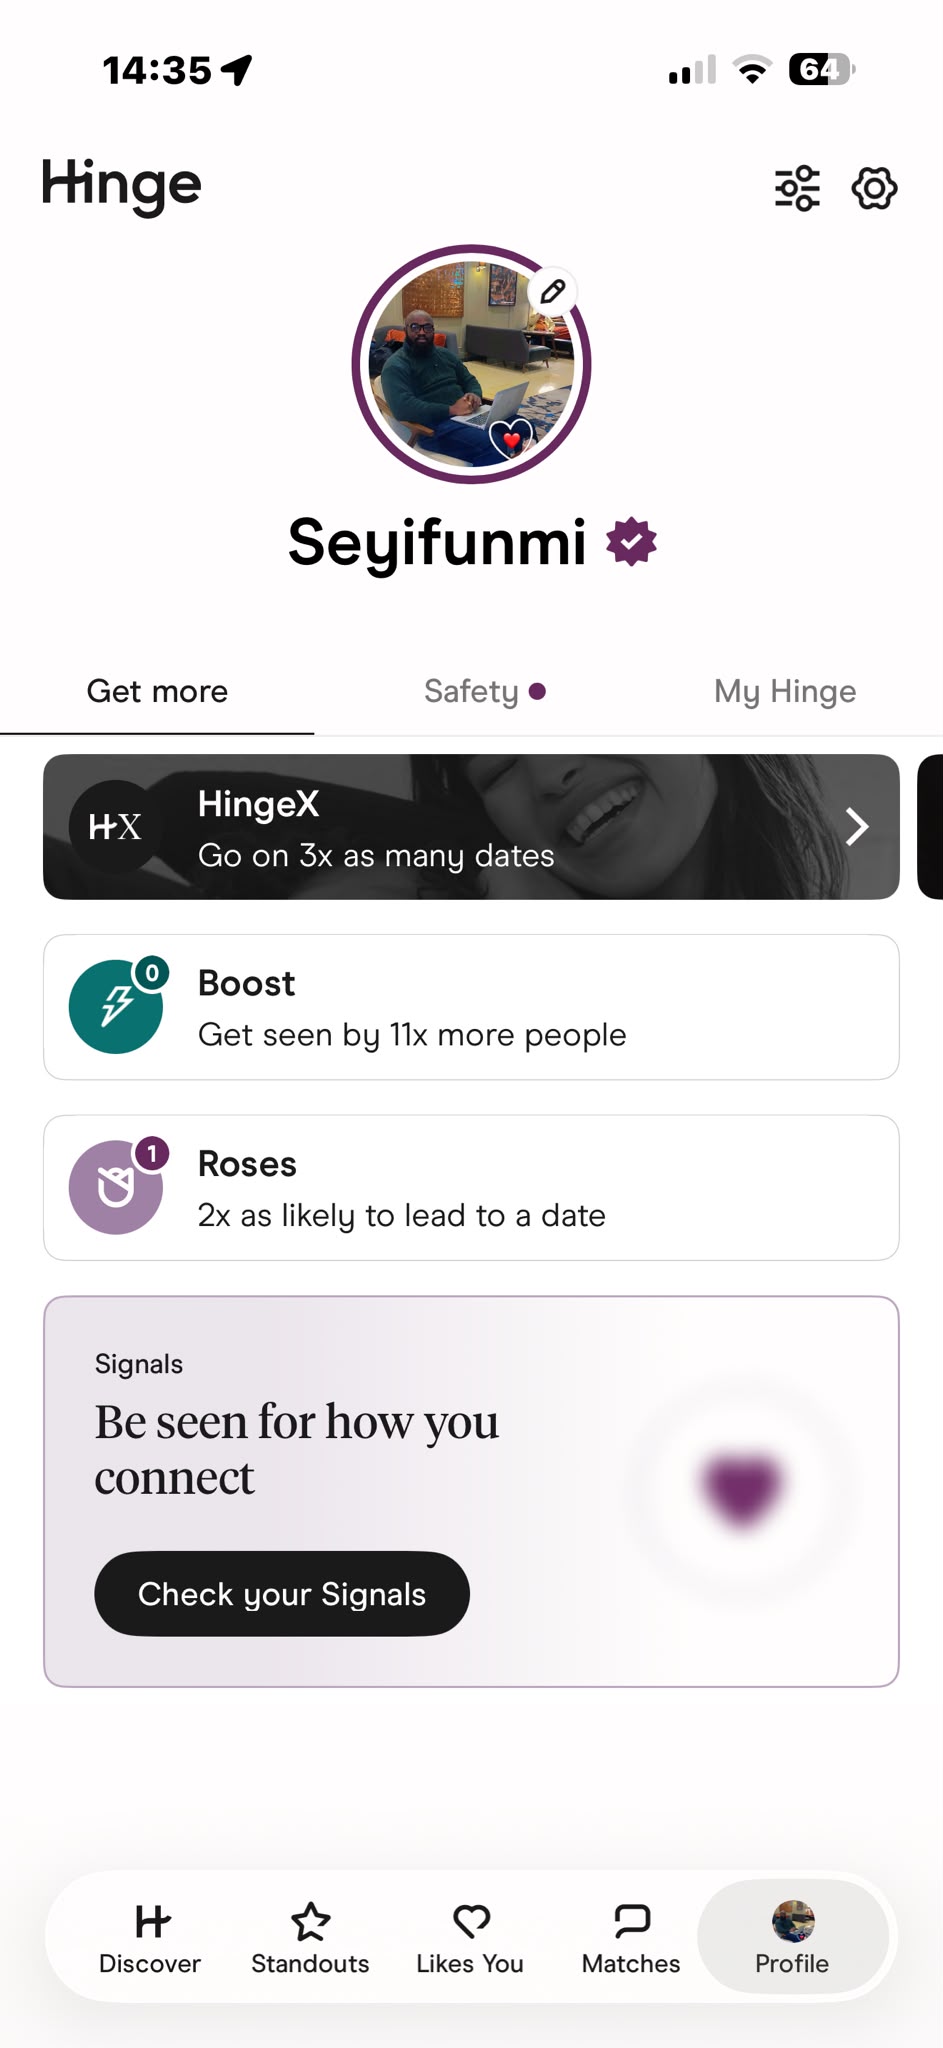 14:35
64
Hinge
Seyifunmi
Get more
Safety
My Hinge
HX
HingeX
Go on 3x as many dates
0
Boost
Get seen by 11x more people
1
Roses
2x as likely to lead to a date
Signals
Be seen for how you
connect
Check your Signals
Discover
Standouts
Likes You
Matches
Profile